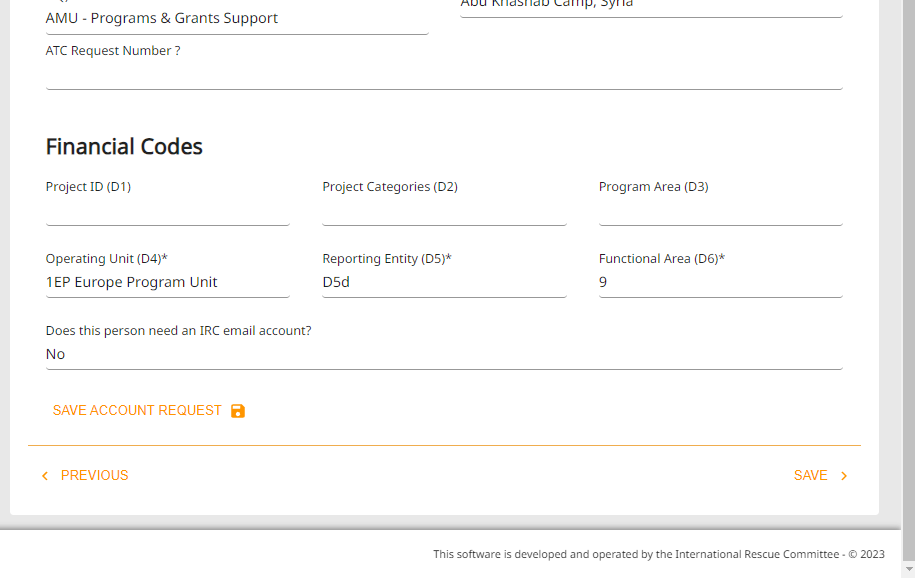 AMU - Programs & Grants Support
Abu Khashab Camp, Syria
ATC Request Number ?
Financial Codes
Project ID (D1)
Project Categories (D2)
Program Area (D3)
Operating Unit (D4)*
Reporting Entity (D5)*
Functional Area (D6)*
1EP Europe Program Unit
D5d
9
Does this person need an IRC email account?
No
SAVE ACCOUNT REQUEST
PREVIOUS
SAVE
This software is developed and operated by the International Rescue Committee - © 2023